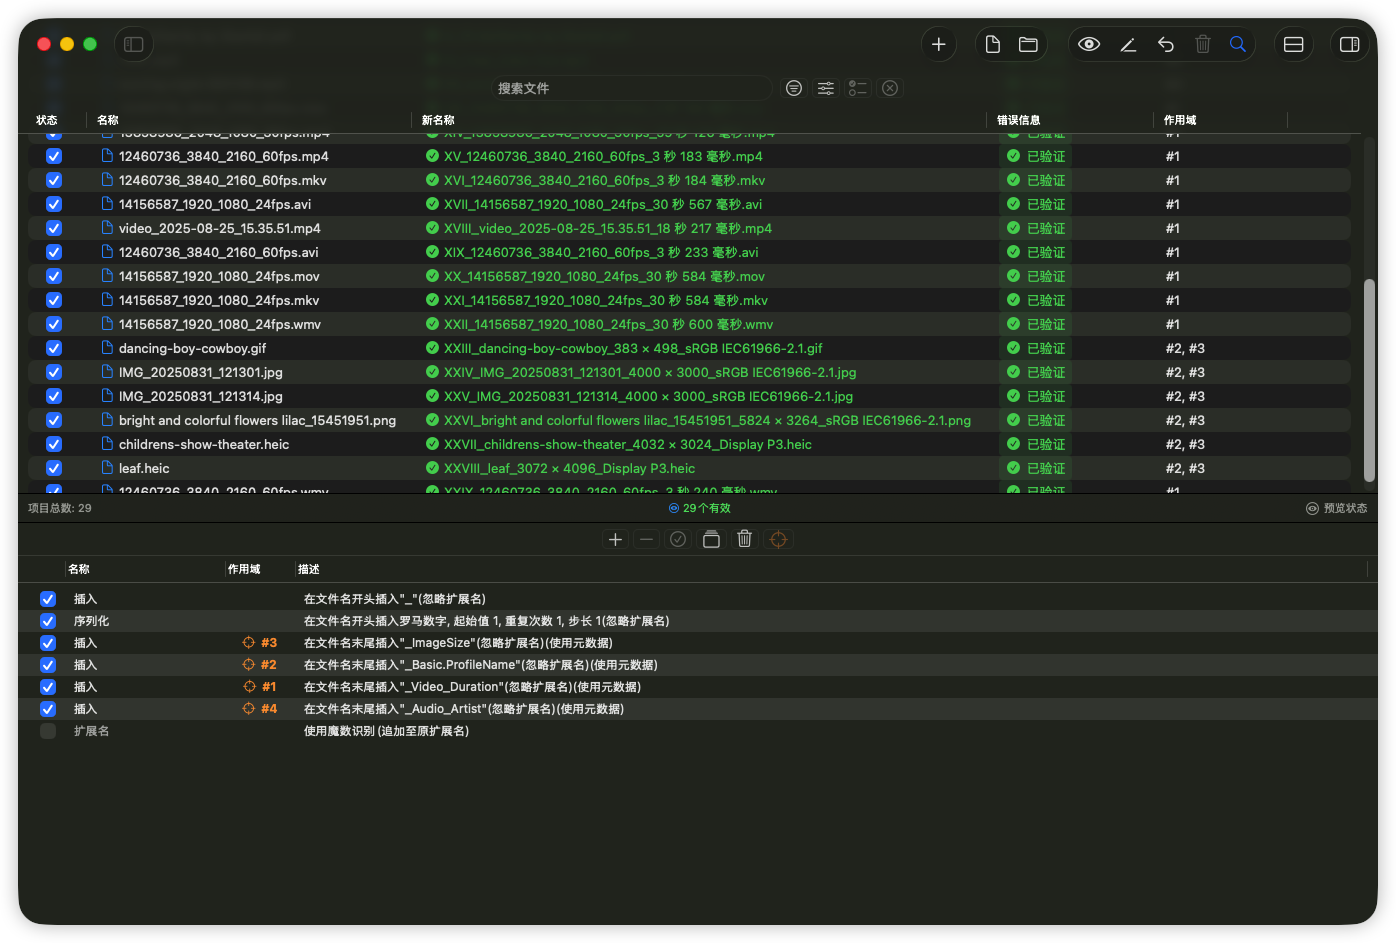 搜索文件
状态 名称 新名称 错误信息 作用域
12460736_3840_2160_60fps.mp4 XV_12460736_3840_2160_60fps_3 秒 183 毫秒.mp4 已验证 #1
12460736_3840_2160_60fps.mkv XVI_12460736_3840_2160_60fps_3 秒 184 毫秒.mkv 已验证 #1
14156587_1920_1080_24fps.avi XVII_14156587_1920_1080_24fps_30 秒 567 毫秒.avi 已验证 #1
video_2025-08-25_15.35.51.mp4 XVIII_video_2025-08-25_15.35.51_18 秒 217 毫秒.mp4 已验证 #1
12460736_3840_2160_60fps.avi XIX_12460736_3840_2160_60fps_3 秒 233 毫秒.avi 已验证 #1
14156587_1920_1080_24fps.mov XX_14156587_1920_1080_24fps_30 秒 584 毫秒.mov 已验证 #1
14156587_1920_1080_24fps.mkv XXI_14156587_1920_1080_24fps_30 秒 584 毫秒.mkv 已验证 #1
14156587_1920_1080_24fps.wmv XXII_14156587_1920_1080_24fps_30 秒 600 毫秒.wmv 已验证 #1
dancing-boy-cowboy.gif XXIII_dancing-boy-cowboy_383 × 498_sRGB IEC61966-2.1.gif 已验证 #2, #3
IMG_20250831_121301.jpg XXIV_IMG_20250831_121301_4000 × 3000_sRGB IEC61966-2.1.jpg 已验证 #2, #3
IMG_20250831_121314.jpg XXV_IMG_20250831_121314_4000 × 3000_sRGB IEC61966-2.1.jpg 已验证 #2, #3
bright and colorful flowers lilac_15451951.png XXVI_bright and colorful flowers lilac_15451951_5824 × 3264_sRGB IEC61966-2.1.png 已验证 #2, #3
childrens-show-theater.heic XXVII_childrens-show-theater_4032 × 3024_Display P3.heic 已验证 #2, #3
leaf.heic XXVIII_leaf_3072 × 4096_Display P3.heic 已验证 #2, #3
12460736_3840_2160_60fps.wmv XXIX_12460736_3840_2160_60fps_3 秒 240 毫秒.wmv 已验证 #1
项目总数: 29 29个有效 预览状态
名称 作用域 描述
插入 在文件名开头插入"_"(忽略扩展名)
序列化 在文件名开头插入罗马数字, 起始值 1, 重复次数 1, 步长 1(忽略扩展名)
插入 #3 在文件名末尾插入"_ImageSize"(忽略扩展名)(使用元数据)
插入 #2 在文件名末尾插入"_Basic.ProfileName"(忽略扩展名)(使用元数据)
插入 #1 在文件名末尾插入"_Video_Duration"(忽略扩展名)(使用元数据)
插入 #4 在文件名末尾插入"_Audio_Artist"(忽略扩展名)(使用元数据)
扩展名 使用魔数识别 (追加至原扩展名)